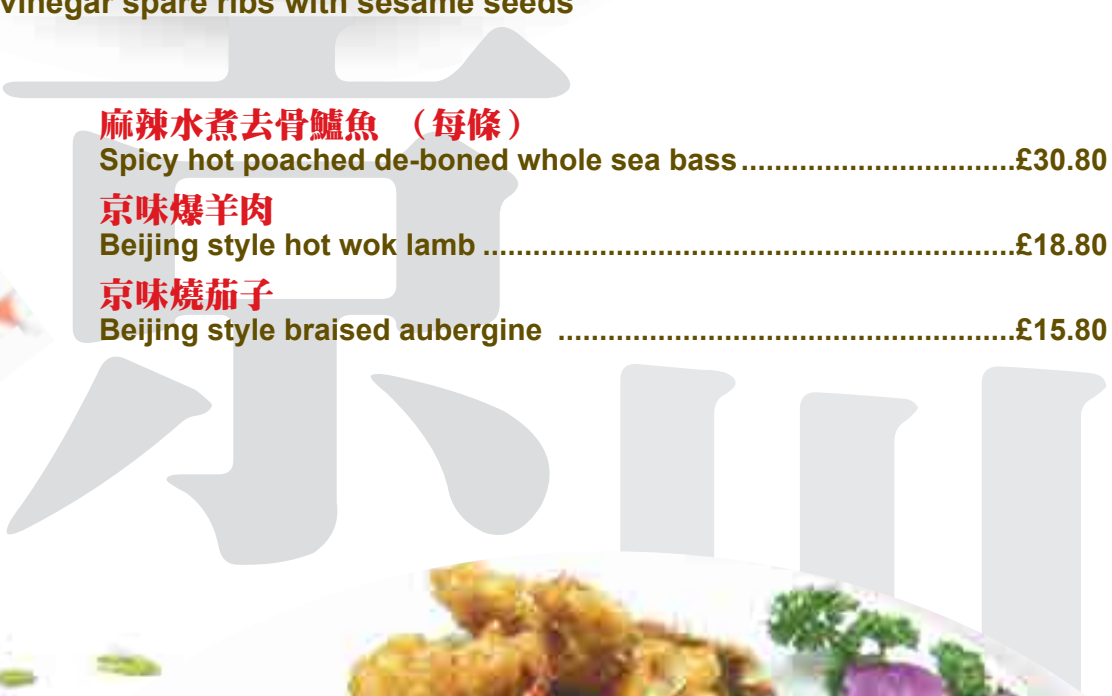 vinegar spare ribs with sesame seeds
麻辣水煮去骨鱸魚 （每條）
Spicy hot poached de-boned whole sea bass.................................£30.80
京味爆羊肉
Beijing style hot wok lamb ................................................................£18.80
京味燒茄子
Beijing style braised aubergine .......................................................£15.80
京川